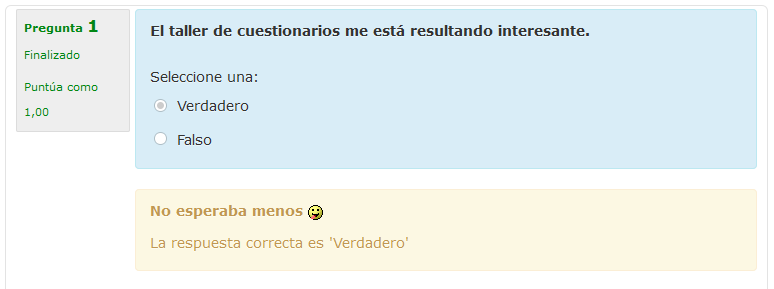 Pregunta 1
Finalizado
Puntúa como
1,00
El taller de cuestionarios me está resultando interesante.
Seleccione una:
Verdadero
Falso
No esperaba menos
La respuesta correcta es 'Verdadero'